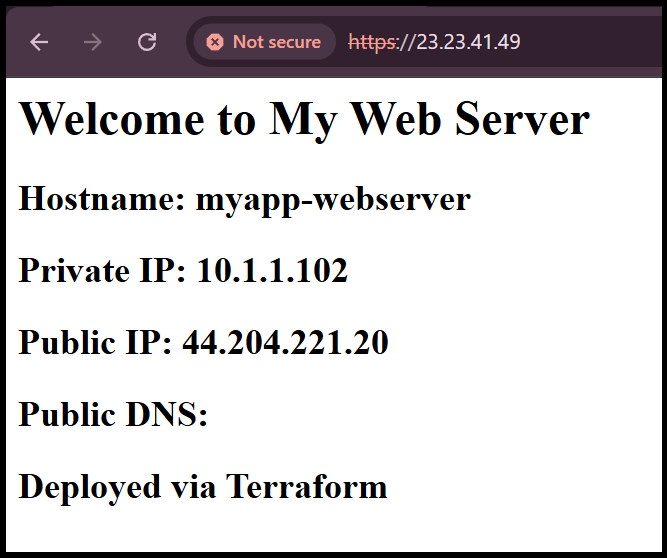 Not secure https://23.23.41.49
Welcome to My Web Server
Hostname: myapp-webserver
Private IP: 10.1.1.102
Public IP: 44.204.221.20
Public DNS:
Deployed via Terraform